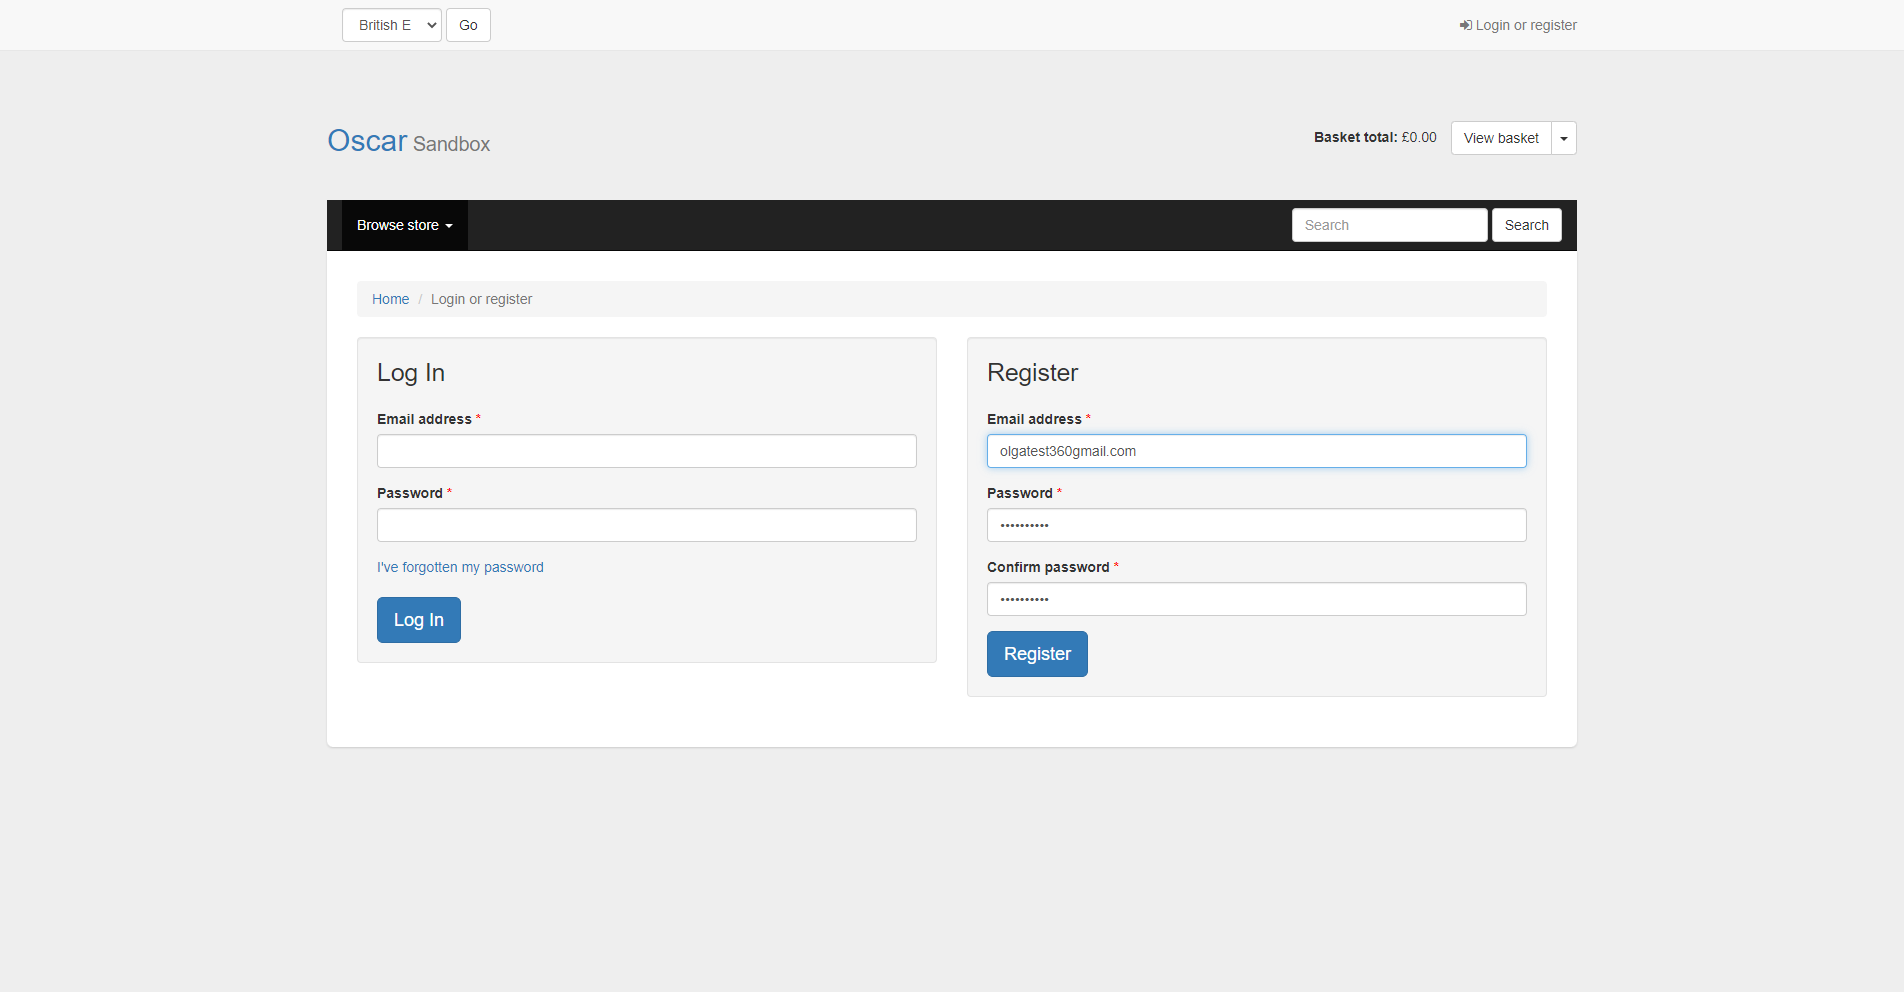 British E
Go
Login or register
Oscar Sandbox
Basket total: £0.00
View basket
Browse store
Search
Search
Home / Login or register
Log In
Email address *
Password *
I've forgotten my password
Log In
Register
Email address *
olgatest360gmail.com
Password *
••••••••••
Confirm password *
••••••••••
Register